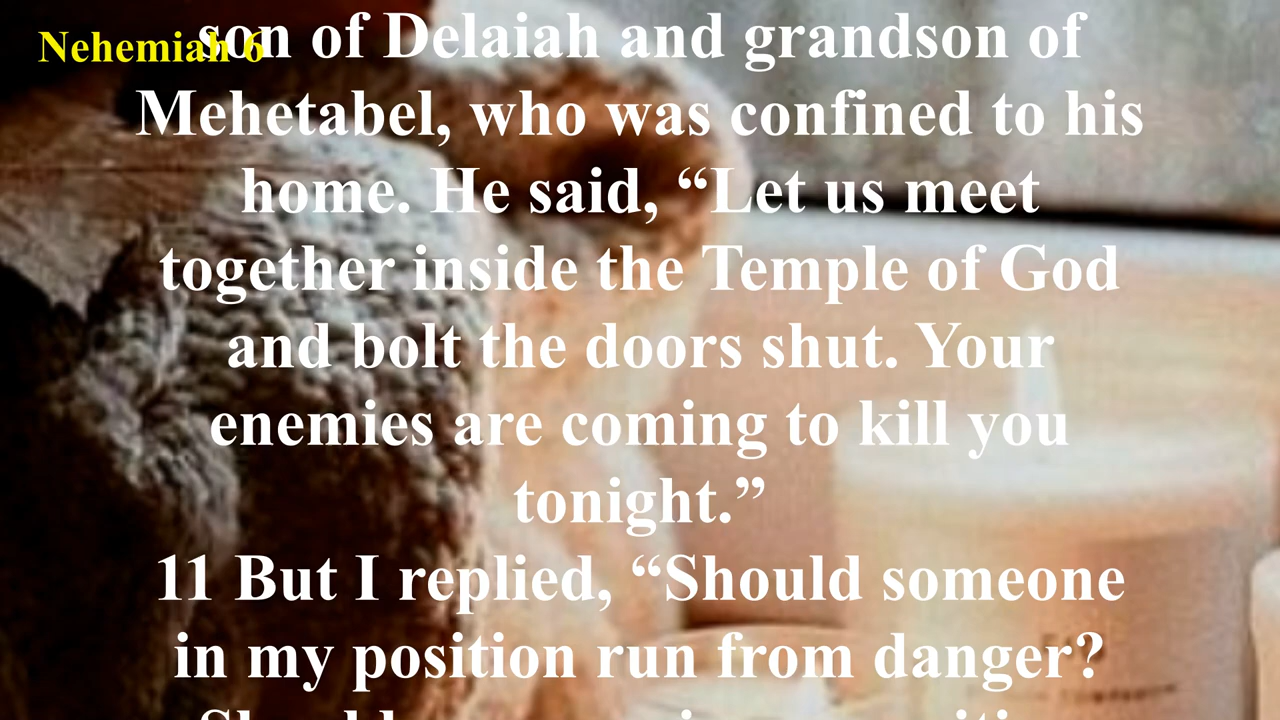 Nehemiah 6
son of Delaiah and grandson of
Mehetabel, who was confined to his
home. He said, “Let us meet
together inside the Temple of God
and bolt the doors shut. Your
enemies are coming to kill you
tonight.”
11 But I replied, “Should someone
in my position run from danger?